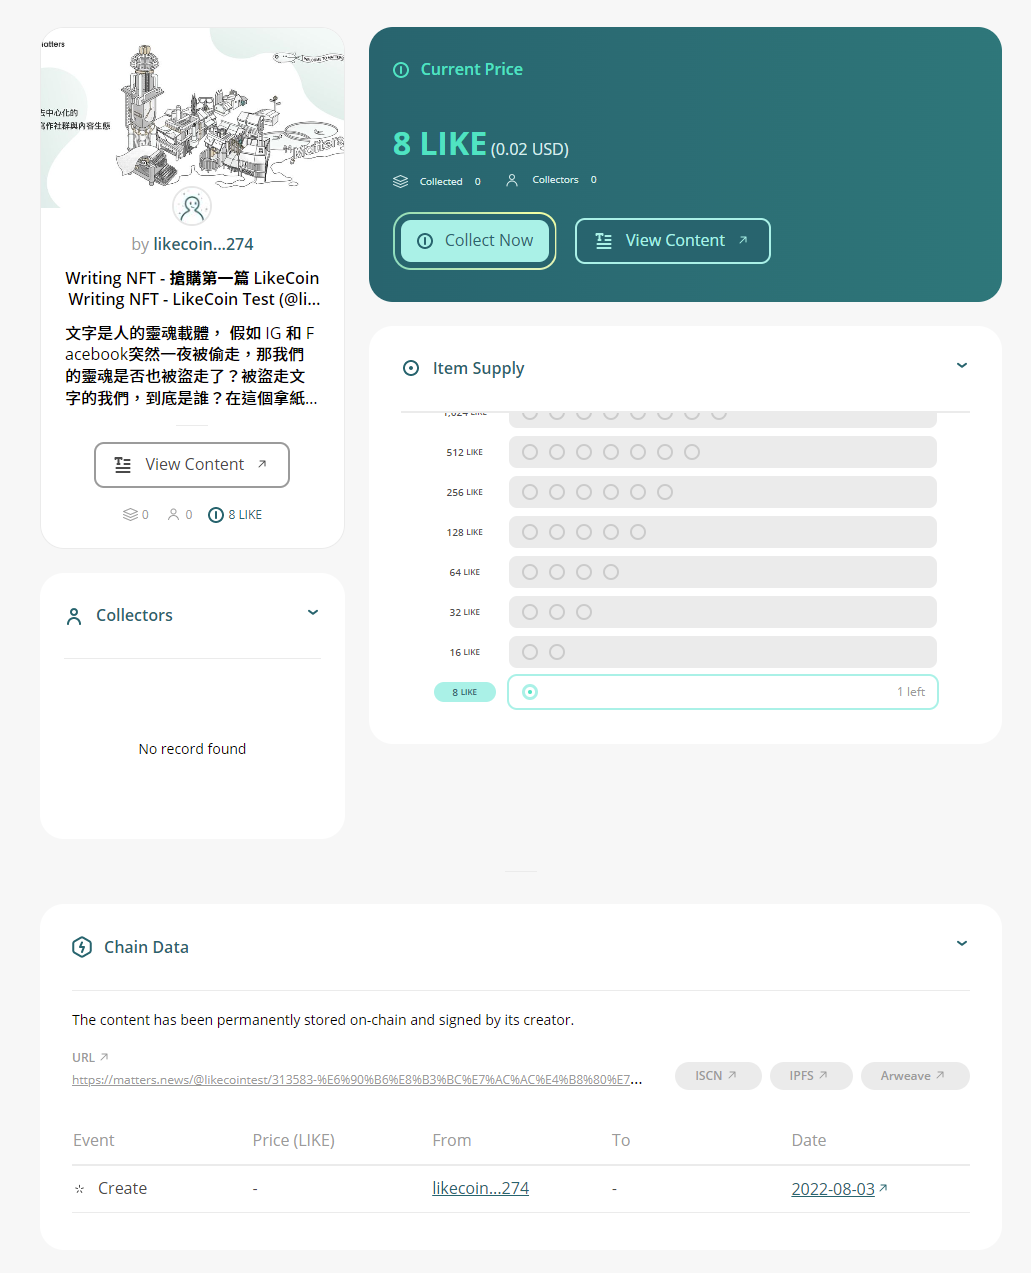 Matters
WELCOME TO MATTERS
去中心化的
寫作社群與內容生態
Matters
by likecoin...274
Writing NFT - 搶購第一篇 LikeCoin
Writing NFT - LikeCoin Test (@li...
文字是人的靈魂載體， 假如 IG 和 F
acebook突然一夜被偷走，那我們
的靈魂是否也被盜走了？被盜走文
字的我們，到底是誰？在這個拿紙...
View Content
0 0 8 LIKE
Collectors
No record found
Current Price
8 LIKE (0.02 USD)
Collected 0 Collectors 0
Collect Now View Content
Item Supply
1,024 LIKE
512 LIKE
256 LIKE
128 LIKE
64 LIKE
32 LIKE
16 LIKE
8 LIKE 1 left
Chain Data
The content has been permanently stored on-chain and signed by its creator.
URL
https://matters.news/@likecointest/313583-%E6%90%B6%E8%B3%BC%E7%AC%AC%E4%B8%80%E7...
ISCN IPFS Arweave
Event Price (LIKE) From To Date
Create - likecoin...274 - 2022-08-03